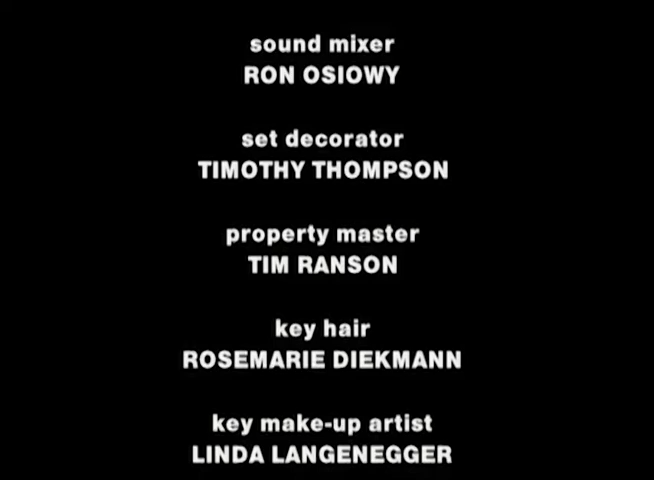 sound mixer
RON OSIOWY
set decorator
TIMOTHY THOMPSON
property master
TIM RANSON
key hair
ROSEMARIE DIEKMANN
key make-up artist
LINDA LANGENEGGER